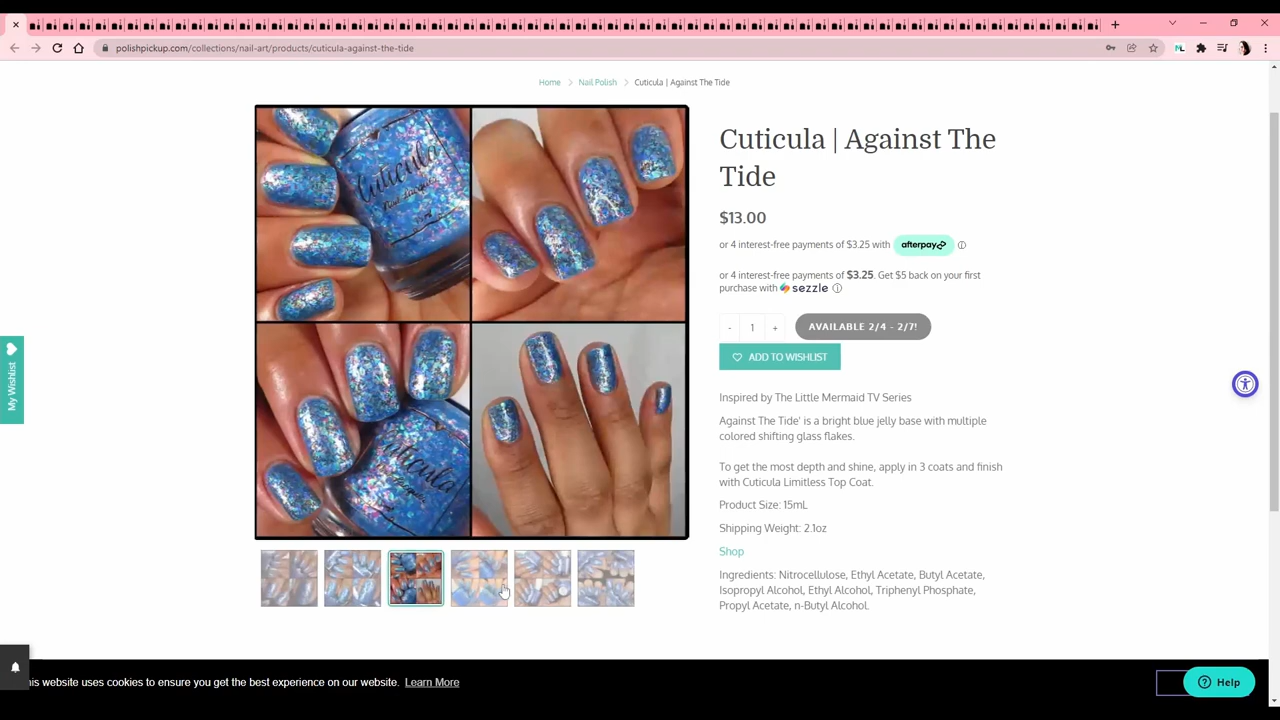 polishpickup.com/collections/nail-art/products/cuticula-against-the-tide
Home > Nail Polish > Cuticula | Against The Tide
Cuticula | Against The
Tide
$13.00
or 4 interest-free payments of $3.25 with afterpay
or 4 interest-free payments of $3.25. Get $5 back on your first
purchase with sezzle
- 1 +
AVAILABLE 2/4 - 2/7!
ADD TO WISHLIST
My Wishlist
Inspired by The Little Mermaid TV Series
Against The Tide' is a bright blue jelly base with multiple
colored shifting glass flakes.
To get the most depth and shine, apply in 3 coats and finish
with Cuticula Limitless Top Coat.
Product Size: 15mL
Shipping Weight: 2.1oz
Shop
Ingredients: Nitrocellulose, Ethyl Acetate, Butyl Acetate,
Isopropyl Alcohol, Ethyl Alcohol, Triphenyl Phosphate,
Propyl Acetate, n-Butyl Alcohol.
Cuticula
Nail Lacquer
uticula
his website uses cookies to ensure you get the best experience on our website. Learn More
Help